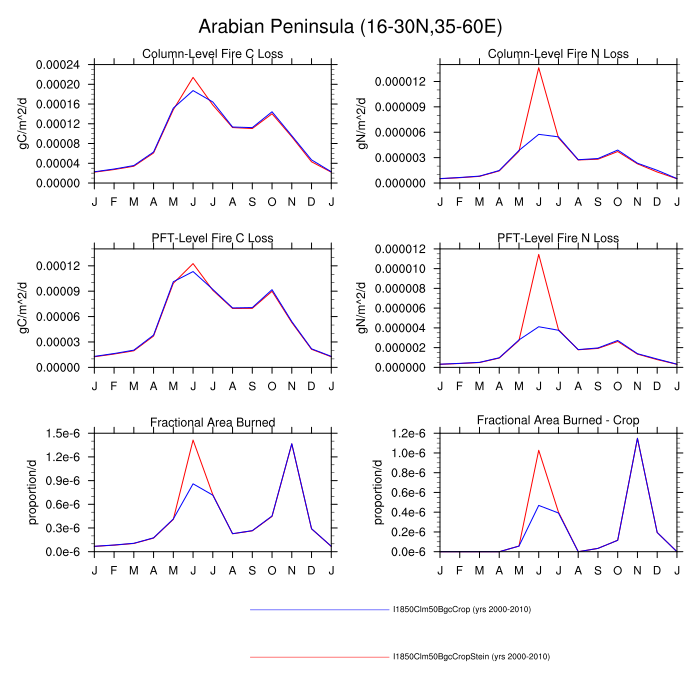 Arabian Peninsula (16-30N,35-60E)
Column-Level Fire C Loss
gC/m^2/d
0.00024
0.00020
0.00016
0.00012
0.00008
0.00004
0.00000
J F M A M J J A S O N D J
Column-Level Fire N Loss
gN/m^2/d
0.000012
0.000009
0.000006
0.000003
0.000000
J F M A M J J A S O N D J
PFT-Level Fire C Loss
gC/m^2/d
0.00012
0.00009
0.00006
0.00003
0.00000
J F M A M J J A S O N D J
PFT-Level Fire N Loss
gN/m^2/d
0.000012
0.000010
0.000008
0.000006
0.000004
0.000002
0.000000
J F M A M J J A S O N D J
Fractional Area Burned
proportion/d
1.5e-6
1.2e-6
0.9e-6
0.6e-6
0.3e-6
0.0e-6
J F M A M J J A S O N D J
Fractional Area Burned - Crop
proportion/d
1.2e-6
1.0e-6
0.8e-6
0.6e-6
0.4e-6
0.2e-6
0.0e-6
J F M A M J J A S O N D J
I1850Clm50BgcCrop (yrs 2000-2010)
I1850Clm50BgcCropStein (yrs 2000-2010)